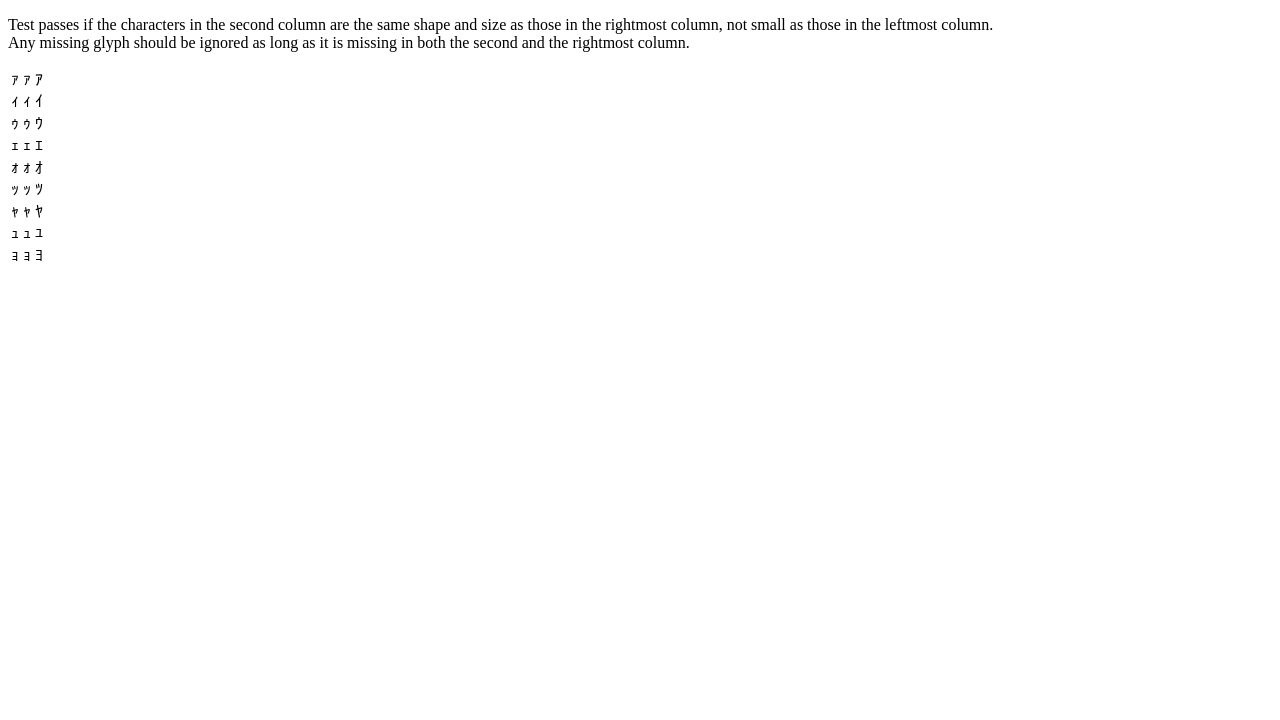 Test passes if the characters in the second column are the same shape and size as those in the rightmost column, not small as those in the leftmost column.
Any missing glyph should be ignored as long as it is missing in both the second and the rightmost column.
ｧ ｧ ｱ
ｨ ｨ ｲ
ｩ ｩ ｳ
ｪ ｪ ｴ
ｫ ｫ ｵ
ｯ ｯ ﾂ
ｬ ｬ ﾔ
ｭ ｭ ﾕ
ｮ ｮ ﾖ